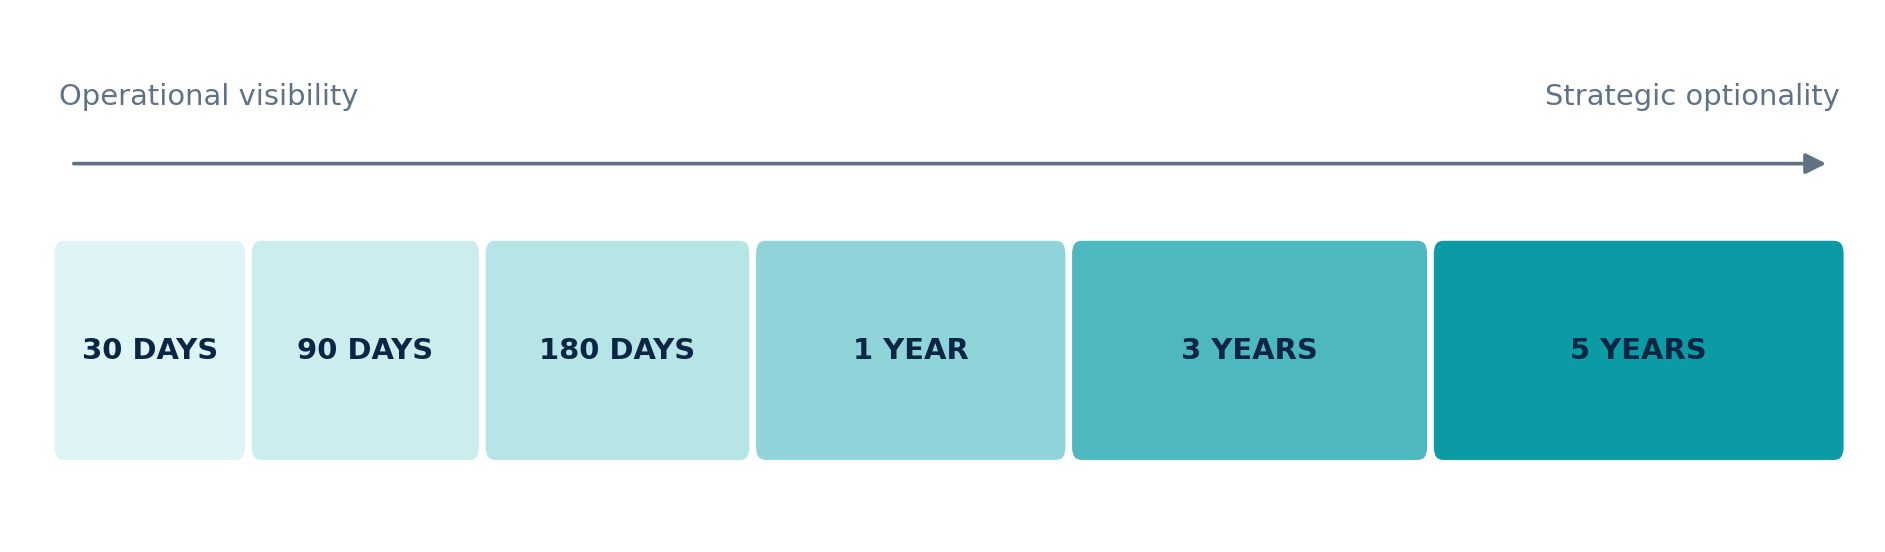 Operational visibility
Strategic optionality
30 DAYS
90 DAYS
180 DAYS
1 YEAR
3 YEARS
5 YEARS